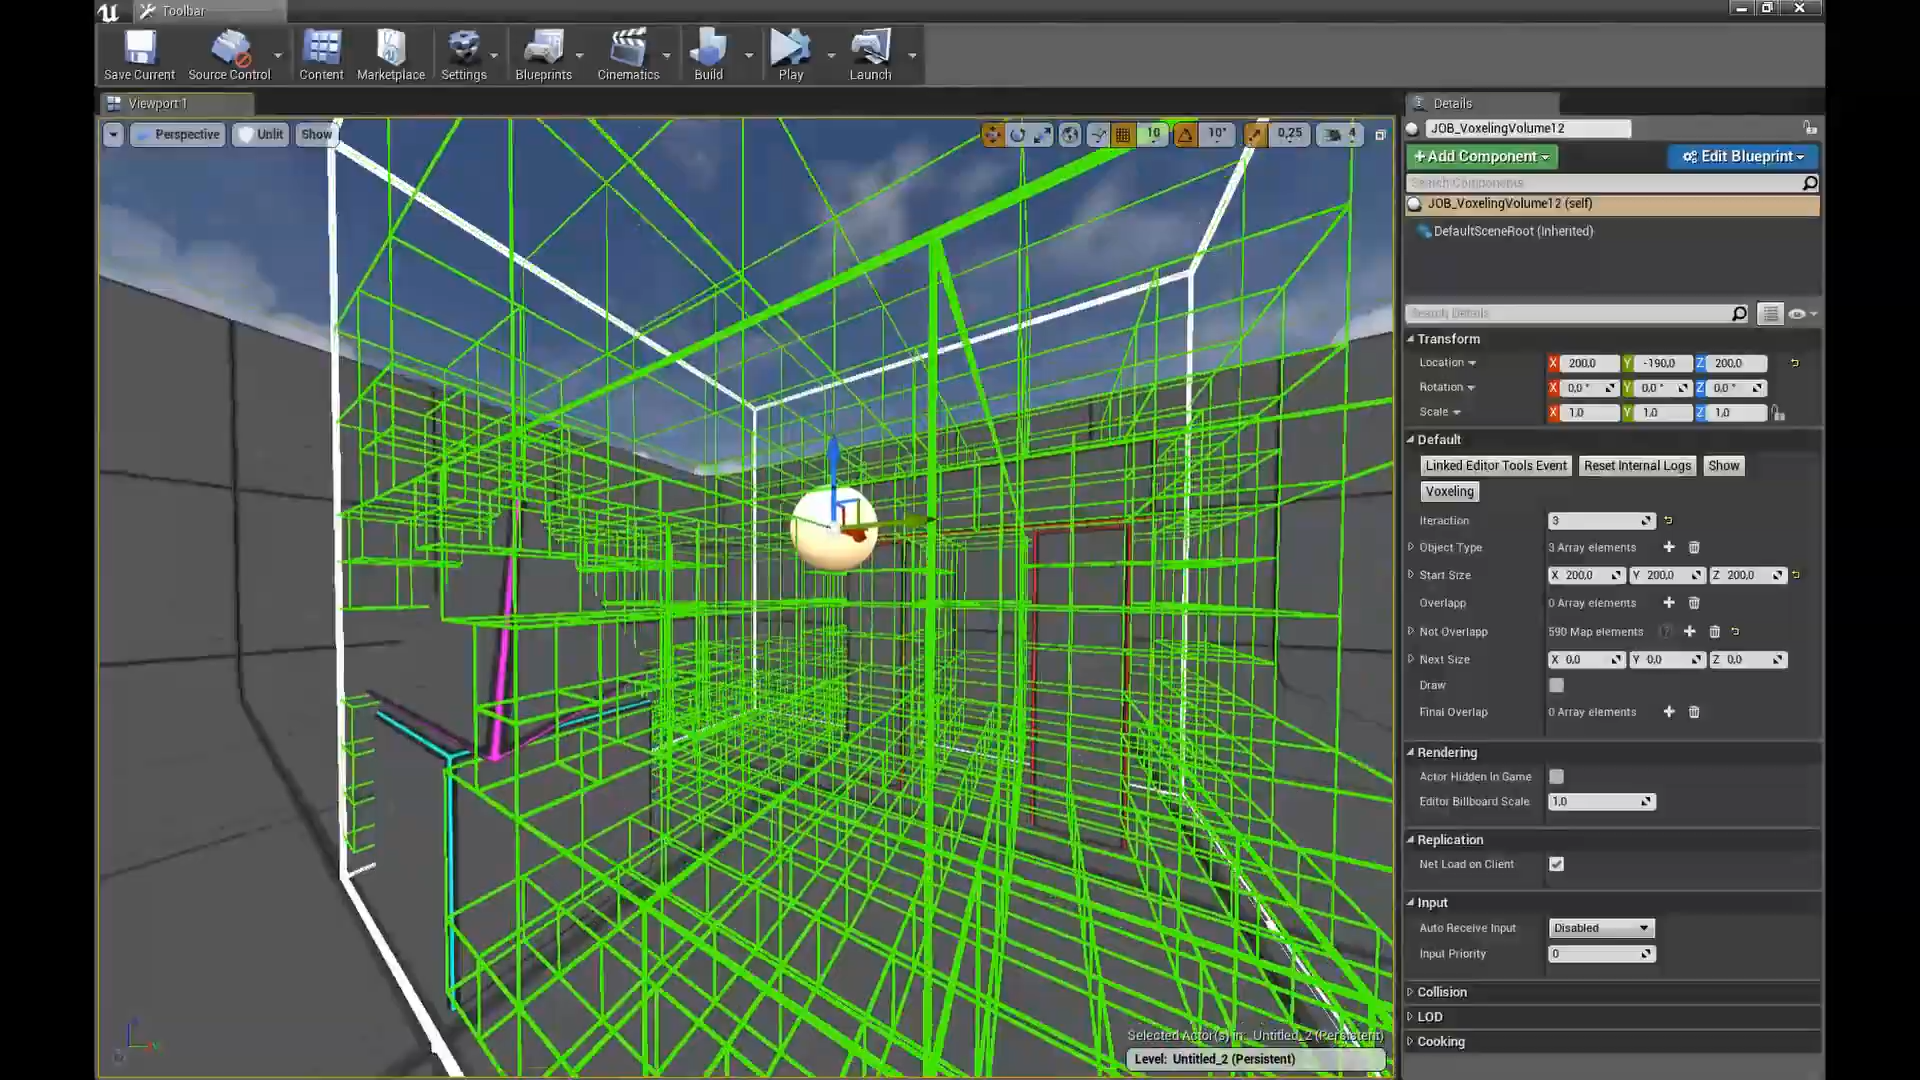 Toolbar
Save Current
Source Control
Content
Marketplace
Settings
Blueprints
Cinematics
Build
Play
Launch
Viewport 1
Perspective
Unlit
Show
10
10°
0,25
4
Details
JOB_VoxelingVolume12
+Add Component
Edit Blueprint
Search Components
JOB_VoxelingVolume12 (self)
DefaultSceneRoot (Inherited)
Search Details
Transform
Location X 200,0 Y -190,0 Z 200,0
Rotation X 0,0 ° Y 0,0 ° Z 0,0 °
Scale X 1,0 Y 1,0 Z 1,0
Default
Linked Editor Tools Event Reset Internal Logs Show
Voxeling
Iteraction 3
Object Type 3 Array elements
Start Size X 200,0 Y 200,0 Z 200,0
Overlapp 0 Array elements
Not Overlapp 590 Map elements
Next Size X 0,0 Y 0,0 Z 0,0
Draw
Final Overlap 0 Array elements
Rendering
Actor Hidden In Game
Editor Billboard Scale 1,0
Replication
Net Load on Client
Input
Auto Receive Input Disabled
Input Priority 0
Collision
LOD
Cooking
Selected Actor(s) in: Untitled_2 (Persistent)
Level: Untitled_2 (Persistent)